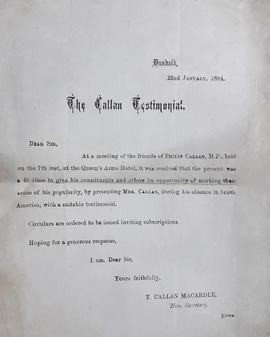 Dundalk,
22nd January, 1884.
The Callan Testimonial.
Dear Sir,
At a meeting of the friends of Philip Callan, M.P., held
on the 7th inst, at the Queen's Arms Hotel, it was resolved that the present was
a fit time to give his constituents and others an opportunity of marking their
sense of his popularity, by presenting Mrs. Callan, during his absence in South
America, with a suitable testimonial.
Circulars are ordered to be issued inviting subscriptions.
Hoping for a generous response,
I am, Dear Sir,
Yours faithfully,
T. CALLAN MACARDLE,
Hon. Secretary.